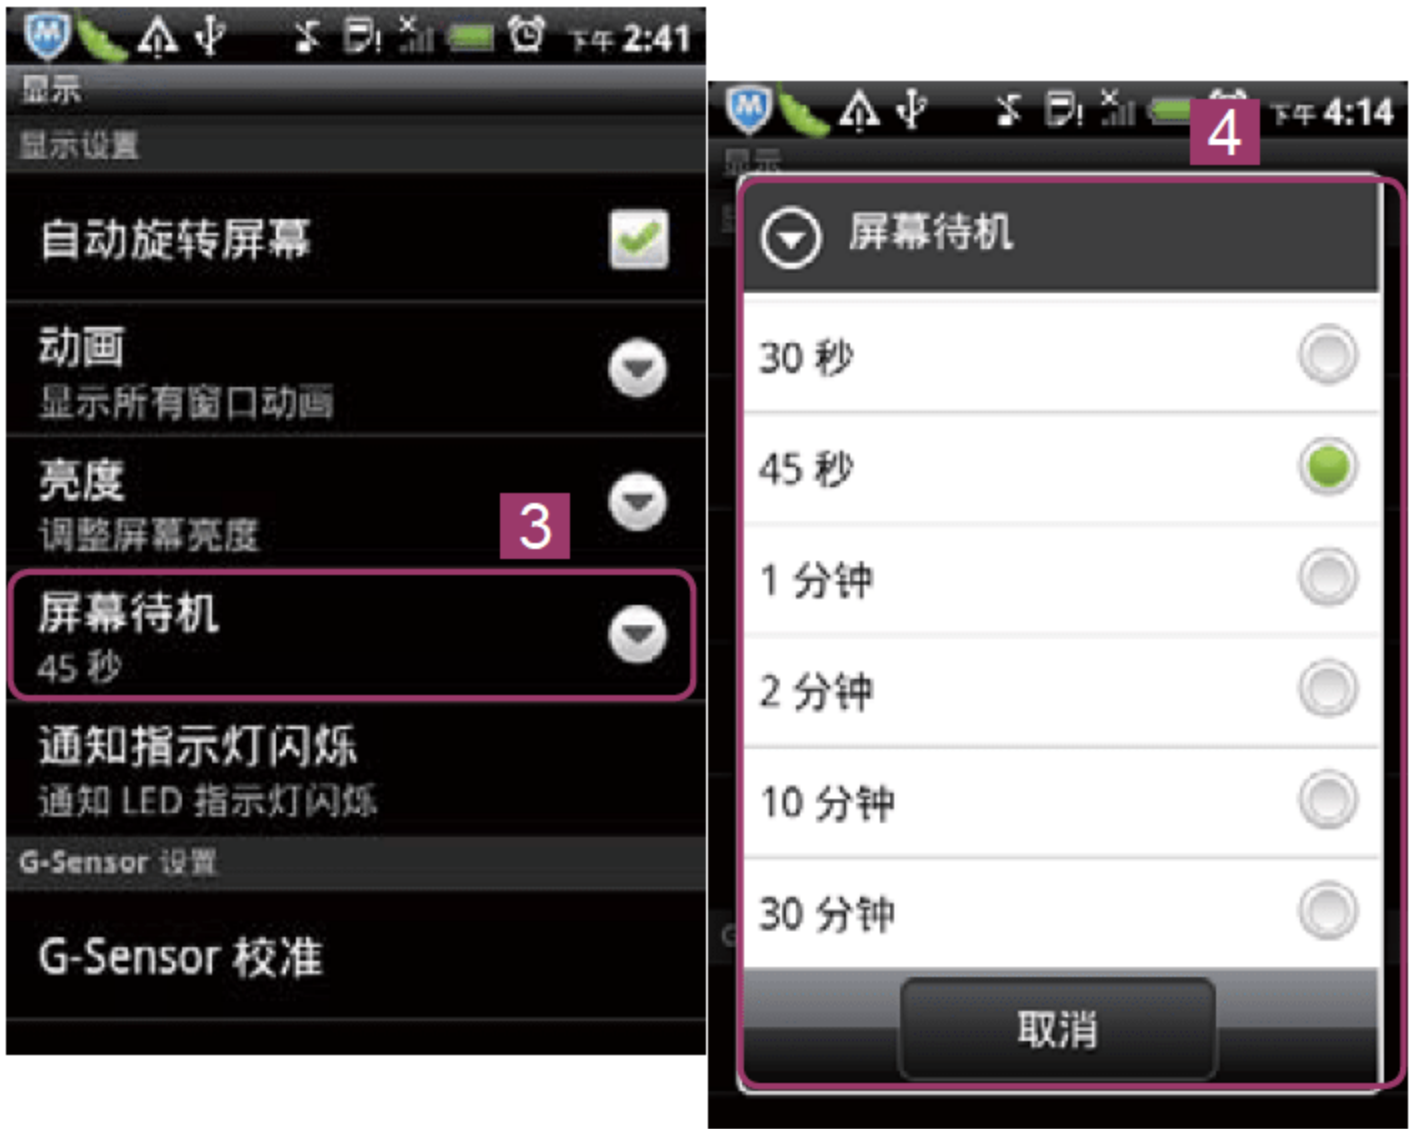 下午 2:41
显示
显示设置
自动旋转屏幕
动画
显示所有窗口动画
亮度
调整屏幕亮度
3
屏幕待机
45 秒
通知指示灯闪烁
通知 LED 指示灯闪烁
G-Sensor 设置
G-Sensor 校准
下午 4:14
4
显示
屏幕待机
30 秒
45 秒
1 分钟
2 分钟
10 分钟
30 分钟
取消